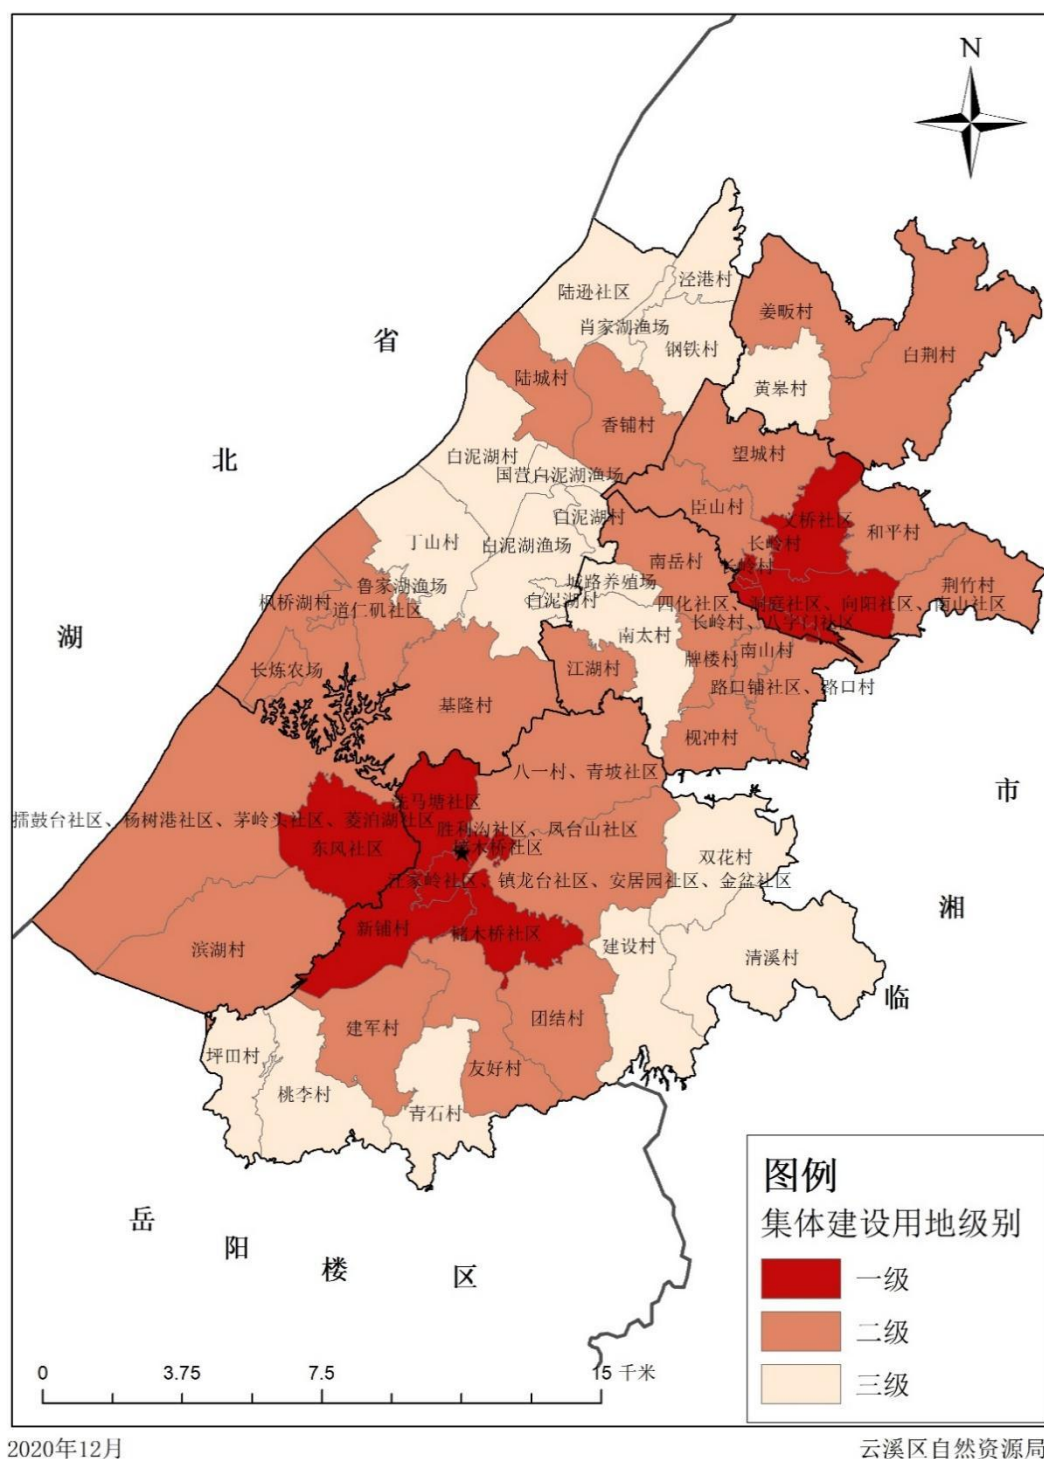 N
泾港村
陆逊社区
姜畈村
肖家湖渔场
省
钢铁村
白荆村
陆城村
黄皋村
香铺村
望城村
白泥湖村
北
国营白泥湖渔场
臣山村
白泥湖村
文桥社区
和平村
丁山村
白泥湖渔场
长岭村
南岳村
长岭村
鲁家湖渔场
城路养殖场
荆竹村
枫桥湖村
白泥湖村
四化社区、洞庭社区、向阳社区、南山社区
道仁矶社区
长岭村、八字门社区
湖
南太村
牌楼村
南山村
长炼农场
江湖村
路口铺社区、路口村
基隆村
枧冲村
八一村、青坡社区
市
洗马塘社区
擂鼓台社区、杨树港社区、茅岭头社区、菱泊湖社区
胜利沟社区、凤台山社区
东风社区
双花村
汪家岭社区、镇龙台社区、安居园社区、金盆社区
湘
新铺村
槠木桥社区
滨湖村
建设村
清溪村
临
建军村
团结村
坪田村
友好村
桃李村
青石村
岳
阳
楼
区
图例
集体建设用地级别
一级
二级
三级
0 3.75 7.5 15 千米
2020年12月
云溪区自然资源局